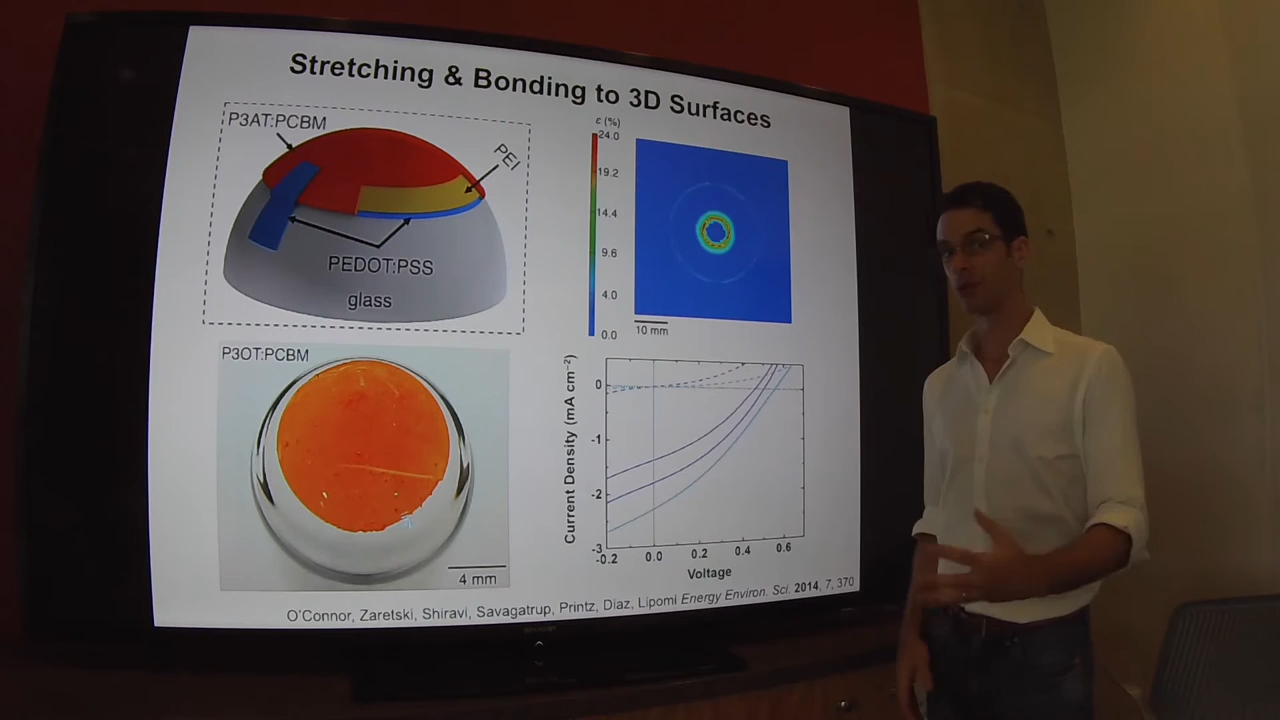 Stretching & Bonding to 3D Surfaces
P3AT:PCBM
PEI
PEDOT:PSS
glass
ε (%)
24.0
19.2
14.4
9.6
4.0
0.0
10 mm
P3OT:PCBM
4 mm
Current Density (mA cm⁻²)
0
-1
-2
-3
-0.2
0.0
0.2
0.4
0.6
Voltage
O'Connor, Zaretski, Shiravi, Savagatrup, Printz, Diaz, Lipomi Energy Environ. Sci. 2014, 7, 370